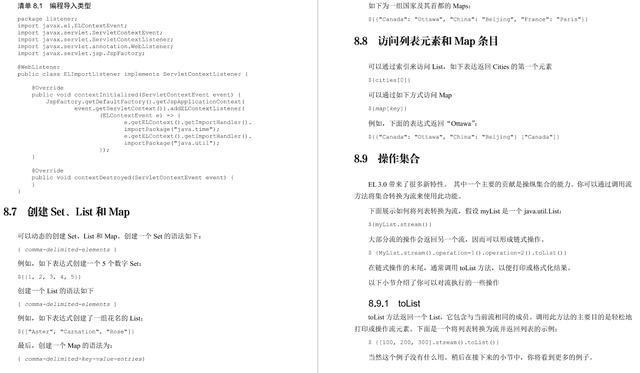 清单 8.1 编程导入类型
package listener;
import javax.el.ELContextEvent;
import javax.servlet.ServletContextEvent;
import javax.servlet.ServletContextListener;
import javax.servlet.annotation.WebListener;
import javax.servlet.jsp.JspFactory;
@WebListener
public class ELImportListener implements ServletContextListener {
@Override
public void contextInitialized(ServletContextEvent event) {
JspFactory.getDefaultFactory().getJspApplicationContext(
event.getServletContext()).addELContextListener(
(ELContextEvent e) -> {
e.getELContext().getImportHandler().
importPackage("java.time");
e.getELContext().getImportHandler().
importPackage("java.util");
});
}
@Override
public void contextDestroyed(ServletContextEvent event) {
}
}
8.7 创建 Set、List 和 Map
可以动态的创建 Set、List 和 Map。创建一个 Set 的语法如下:
{ comma-delimited-elements }
例如,如下表达式创建一个 5 个数字 Set:
${{1, 2, 3, 4, 5}}
创建一个 List 的语法如下
[ comma-delimited-elements ]
例如,如下表达式创建了一组花名的 List:
${["Aster", "Carnation", "Rose"]}
最后,创建一个 Map 的语法为:
{ comma-delimited-key-value-entries}
如下为一组国家及其首都的 Maps:
${{"Canada": "Ottawa", "China": "Beijing", "France": "Paris"}}
8.8 访问列表元素和 Map 条目
可以通过索引来访问 List,如下表达返回 Cities 的第一个元素
${cities[0]}
可以通过如下方式访问 Map
${map[key]}
例如,下面的表达式返回“Ottawa”:
${{"Canada": "Ottawa", "China": "Beijing"} ["Canada"]}
8.9 操作集合
EL 3.0 带来了很多新特性。其中一个主要的贡献是操纵集合的能力。你可以通过调用流
方法将集合转换为流来使用此功能。
下面展示如何将列表转换为流,假设 myList 是一个 java.util.List:
${myList.stream()}
大部分流的操作会返回另一个流,因而可以形成链式操作。
$ {myList.stream().operation-1().operation-2().toList()}
在链式操作的末尾,通常调用 toList 方法,以便打印或格式化结果。
以下小节介绍了你可以对流执行的一些操作
8.9.1 toList
toList 方法返回一个 List,它包含与当前流相同的成员。调用此方法的主要目的是轻松地
打印或操作流元素。下面是一个将列表转换为流并返回列表的示例:
$ {[100, 200, 300].stream().toList()}
当然这个例子没有什么用。稍后在接下来的小节中,你将看到更多的例子。